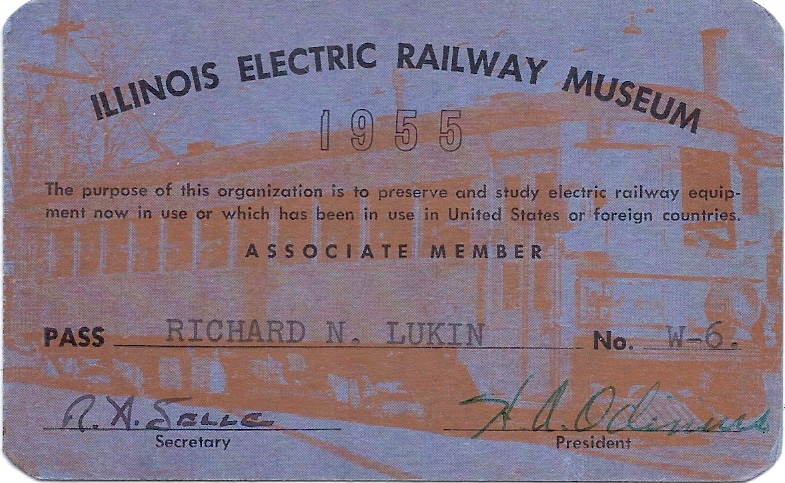 ILLINOIS ELECTRIC RAILWAY MUSEUM
1955
The purpose of this organization is to preserve and study electric railway equip-
ment now in use or which has been in use in United States or foreign countries.
ASSOCIATE MEMBER
PASS RICHARD N. LUKIN No. W-6.
R. A. Selle H. A. Odinius
Secretary President